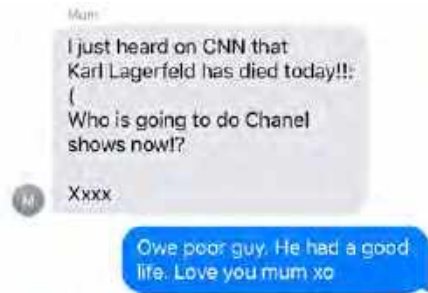 Mum
I just heard on CNN that
Karl Lagerfeld has died today!!:
(
Who is going to do Chanel
shows now!?
Xxxx
M
Owe poor guy. He had a good
life. Love you mum xo